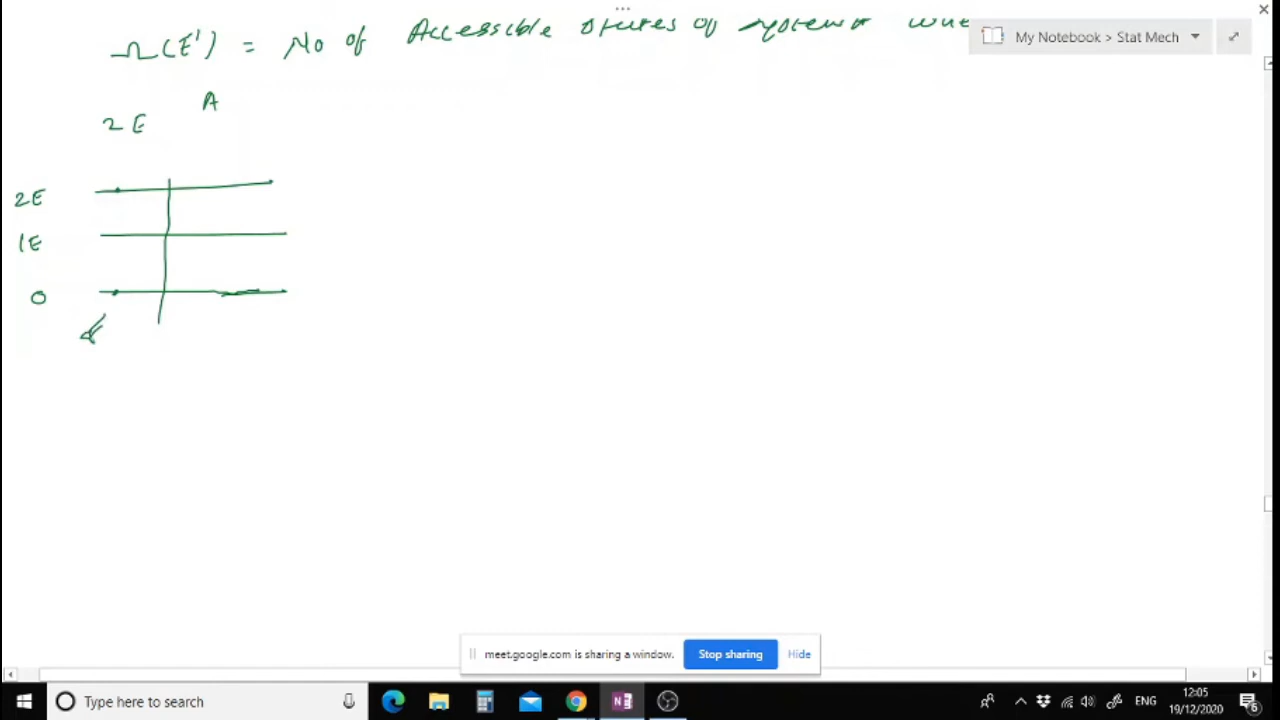 Ω(E') = No of Accessible States of system
My Notebook > Stat Mech
A
2E
2E
1E
0
meet.google.com is sharing a window.
Stop sharing
Hide
Type here to search
ENG
12:05
19/12/2020
6